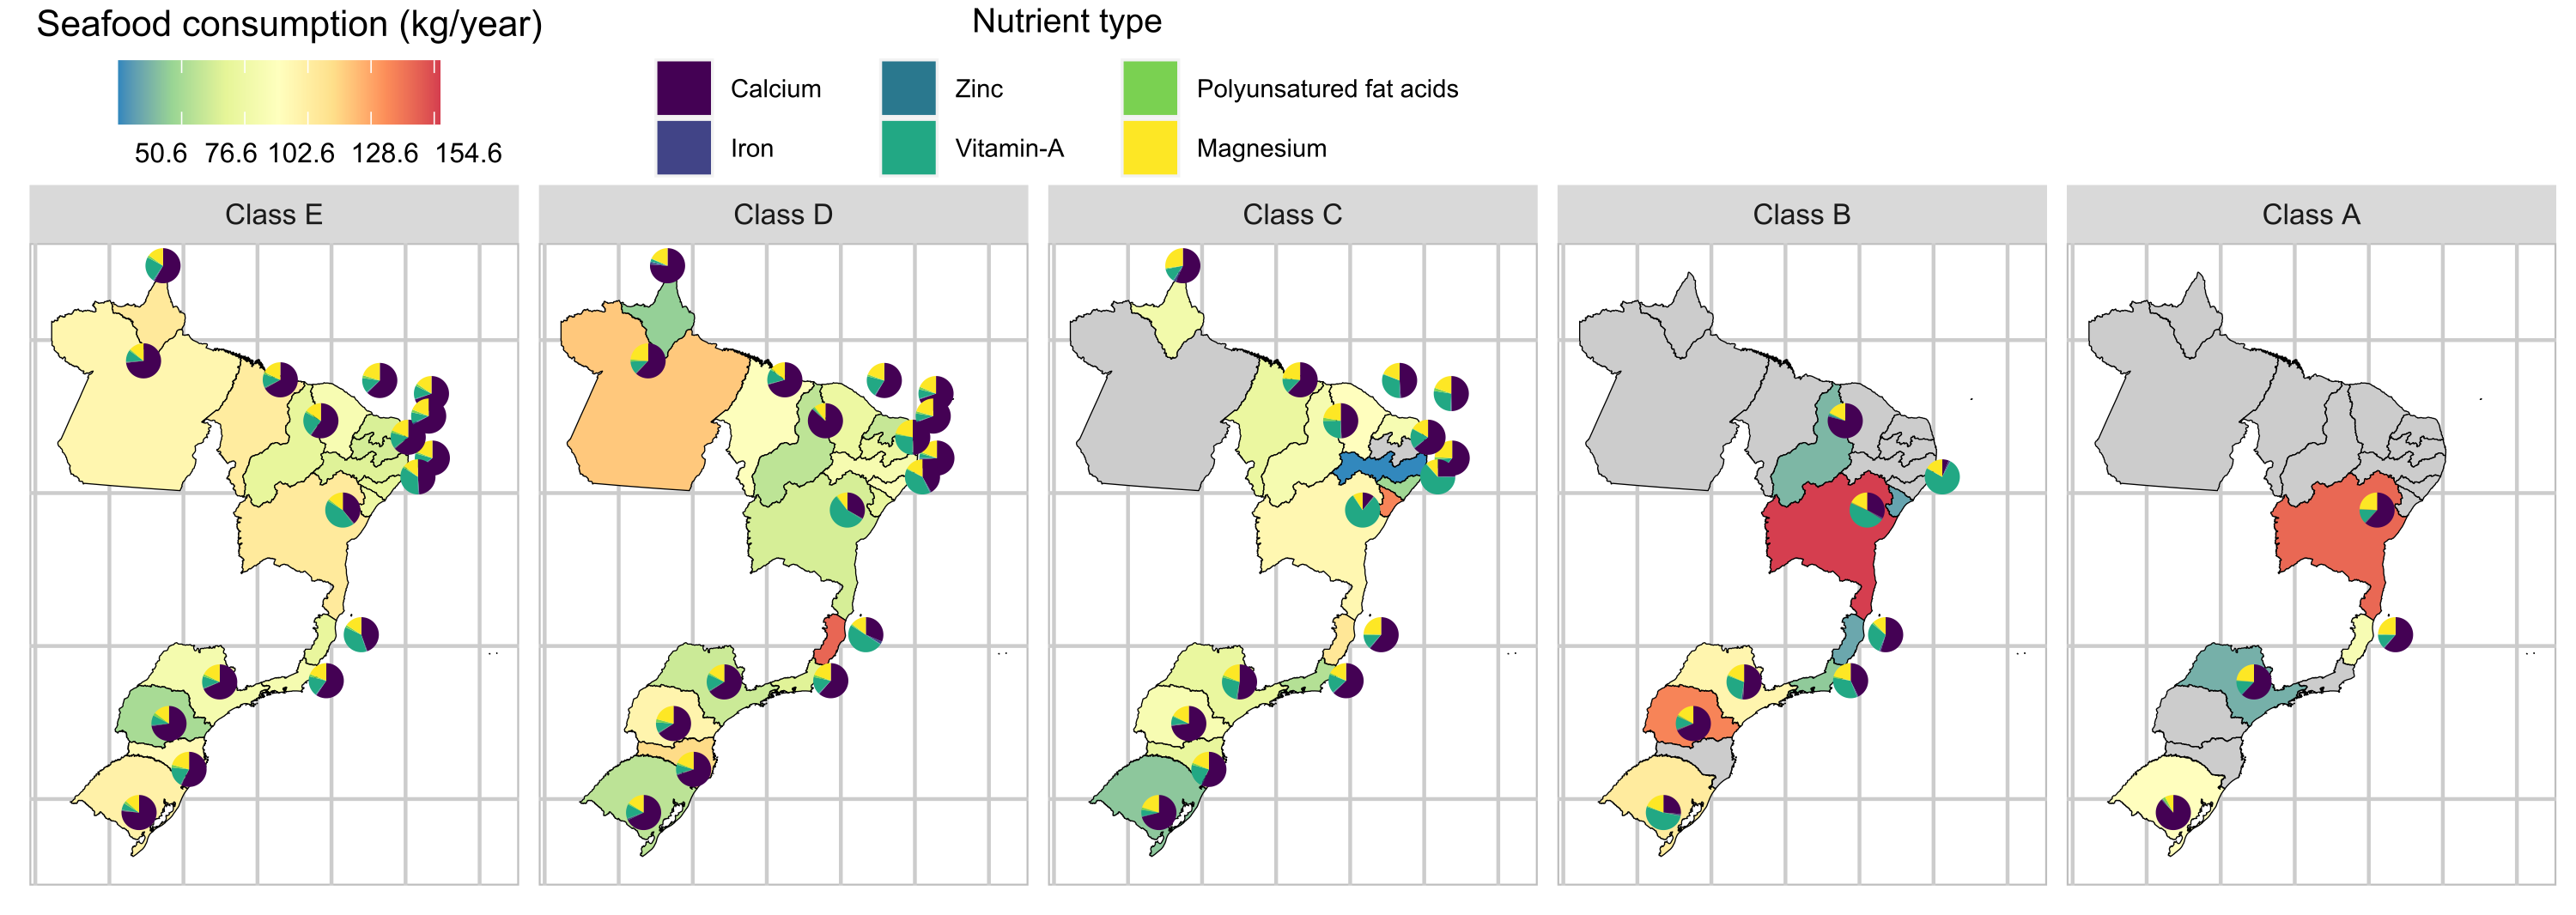 Seafood consumption (kg/year)
50.6 76.6 102.6 128.6 154.6
Nutrient type
Calcium Zinc Polyunsatured fat acids
Iron Vitamin-A Magnesium
Class E Class D Class C Class B Class A